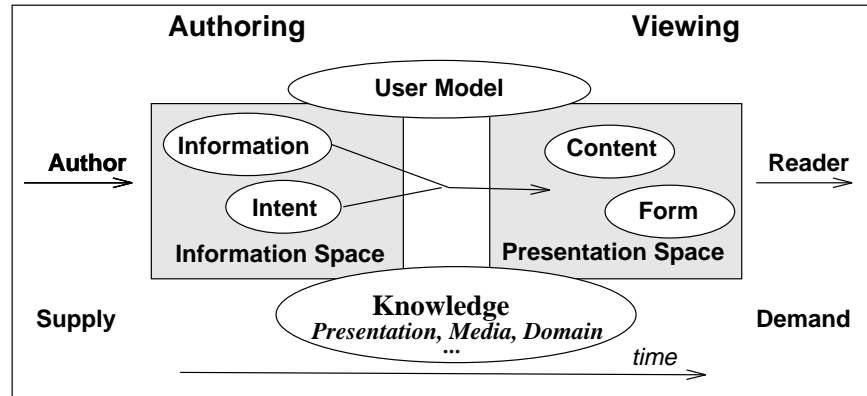 Authoring
Viewing
User Model
Information
Content
Author
Reader
Intent
Form
Information Space
Presentation Space
Knowledge
Supply
Presentation, Media, Domain
Demand
...
time